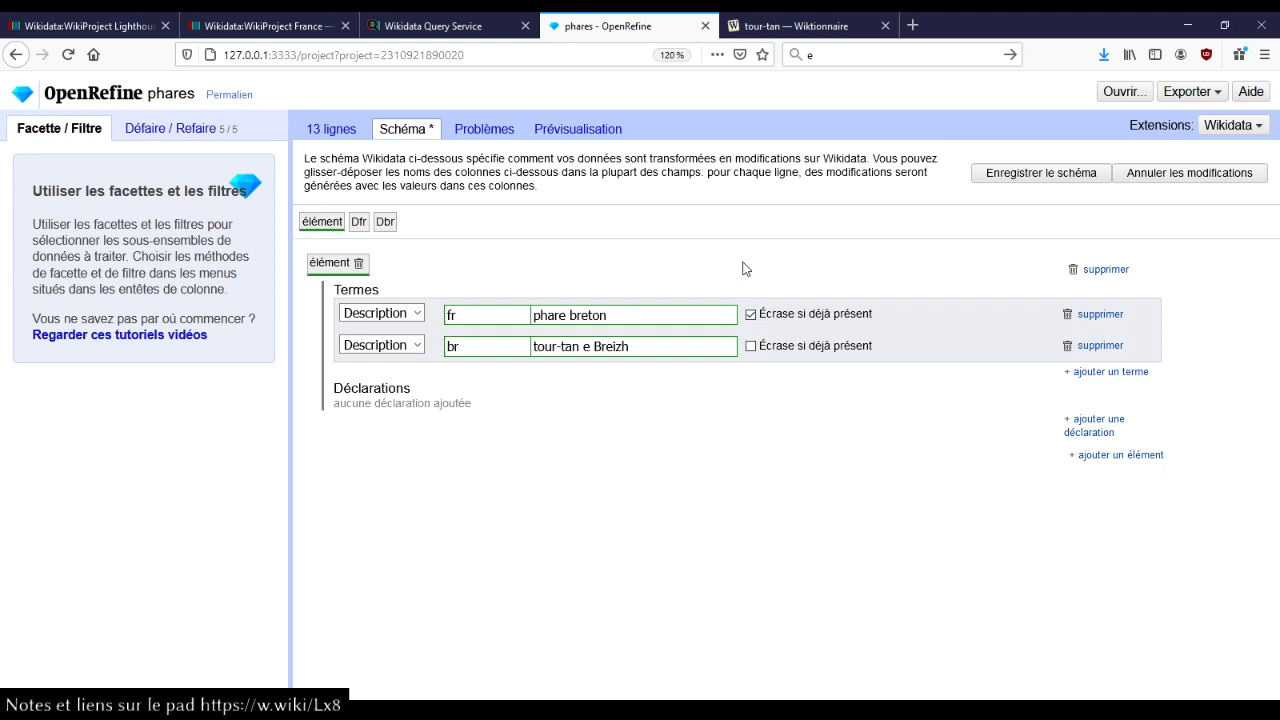 Wikidata:WikiProject Lighthou
Wikidata:WikiProject France —
Wikidata Query Service
phares - OpenRefine
tour-tan — Wiktionnaire
127.0.0.1:3333/project?project=2310921890020
120 %
e
OpenRefine phares Permalien
Ouvrir...
Exporter
Aide
Facette / Filtre
Défaire / Refaire 5 / 5
13 lignes
Schéma *
Problèmes
Prévisualisation
Extensions:
Wikidata
Utiliser les facettes et les filtres
Utiliser les facettes et les filtres pour
sélectionner les sous-ensembles de
données à traiter. Choisir les méthodes
de facette et de filtre dans les menus
situés dans les entêtes de colonne.
Vous ne savez pas par où commencer ?
Regarder ces tutoriels vidéos
Le schéma Wikidata ci-dessous spécifie comment vos données sont transformées en modifications sur Wikidata. Vous pouvez
glisser-déposer les noms des colonnes ci-dessous dans la plupart des champs: pour chaque ligne, des modifications seront
générées avec les valeurs dans ces colonnes.
Enregistrer le schéma
Annuler les modifications
élément
Dfr
Dbr
élément
supprimer
Termes
Description
fr
phare breton
Écrase si déjà présent
supprimer
Description
br
tour-tan e Breizh
Écrase si déjà présent
supprimer
+ ajouter un terme
Déclarations
aucune déclaration ajoutée
+ ajouter une
déclaration
+ ajouter un élément
Notes et liens sur le pad https://w.wiki/Lx8